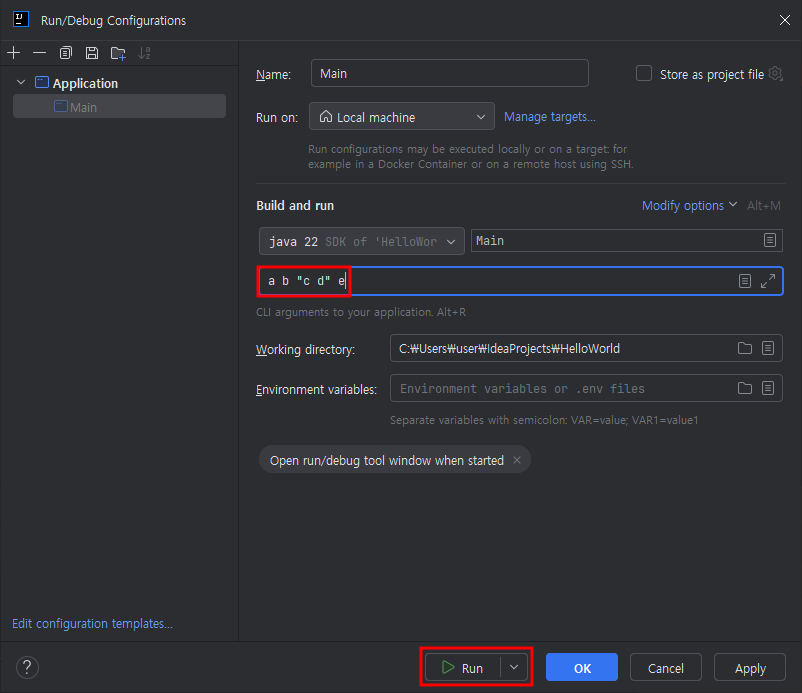 Run/Debug Configurations
Application
Main
Name:
Main
Store as project file
Run on:
Local machine
Manage targets...
Run configurations may be executed locally or on a target: for
example in a Docker Container or on a remote host using SSH.
Build and run
Modify options
Alt+M
java 22 SDK of 'HelloWor
Main
a b "c d" e
CLI arguments to your application. Alt+R
Working directory:
C:₩Users₩user₩IdeaProjects₩HelloWorld
Environment variables:
Environment variables or .env files
Separate variables with semicolon: VAR=value; VAR1=value1
Open run/debug tool window when started
Edit configuration templates...
?
Run
OK
Cancel
Apply